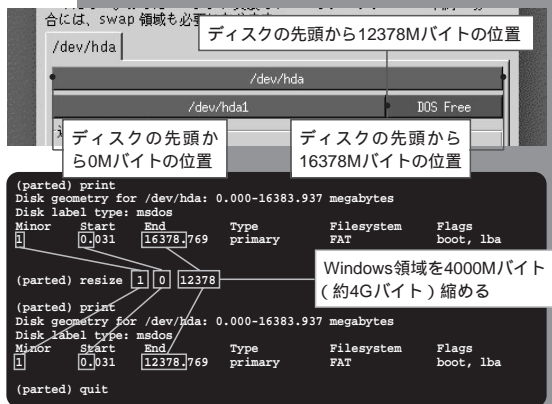 合には、swap 領域も必要
ディスクの先頭から12378Mバイトの位置
/dev/hda
/dev/hda
/dev/hda1
DOS Free
ディスクの先頭か
ら0Mバイトの位置
ディスクの先頭から
16378Mバイトの位置
(parted) print
Disk geometry for /dev/hda: 0.000-16383.937 megabytes
Disk label type: msdos
Minor Start End Type Filesystem Flags
1 0.031 16378.769 primary FAT boot, lba
(parted) resize 1 0 12378
Windows領域を4000Mバイト
（約4Gバイト）縮める
(parted) print
Disk geometry for /dev/hda: 0.000-16383.937 megabytes
Disk label type: msdos
Minor Start End Type Filesystem Flags
1 0.031 12378.769 primary FAT boot, lba
(parted) quit